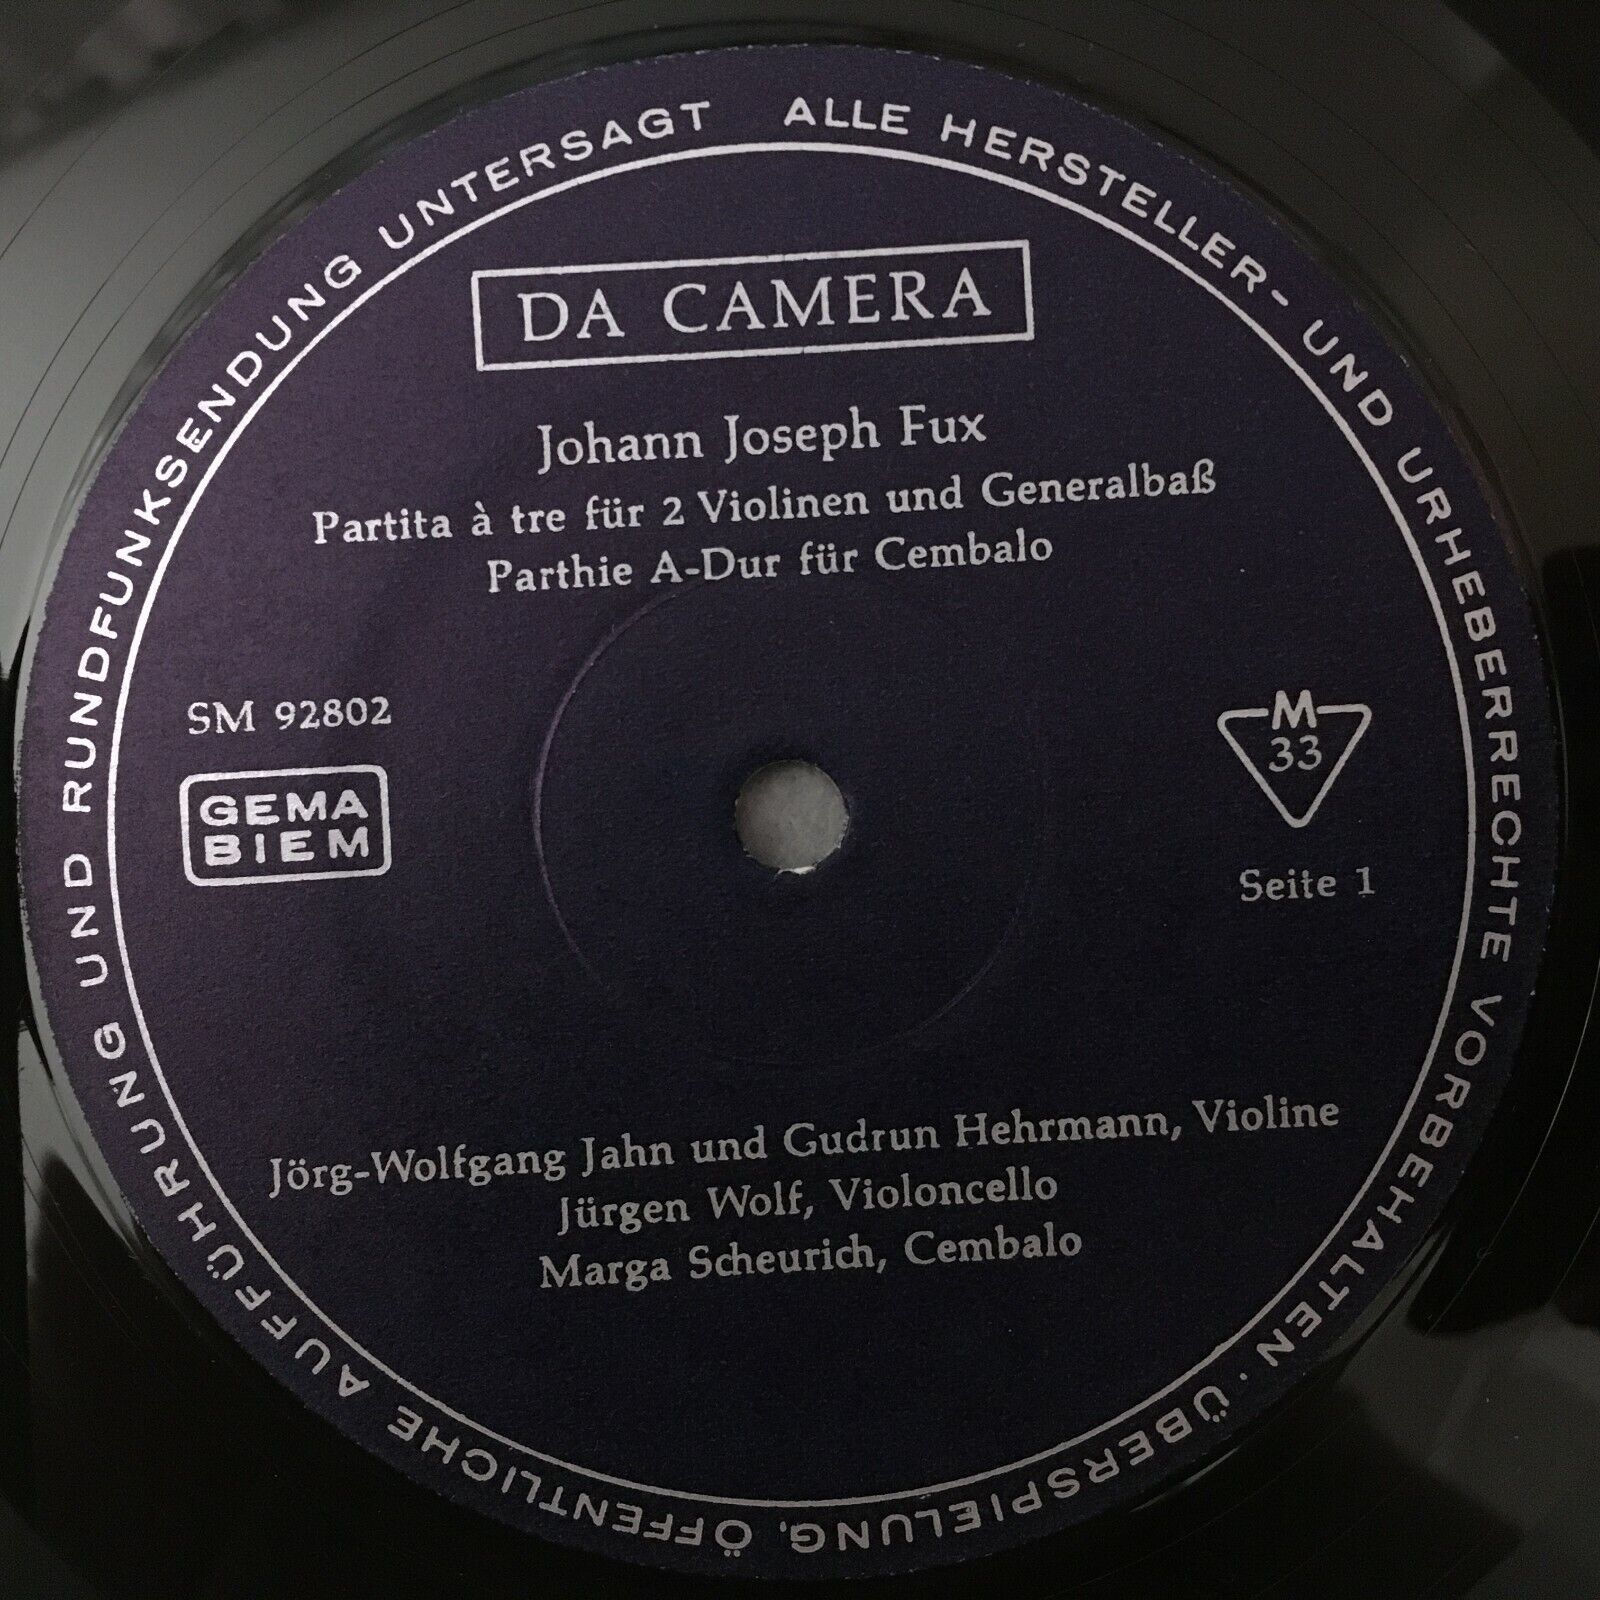 ALLE HERSTELLER- UND URHEBERRECHTE VORBEHALTEN. ÜBERSPIELUNG, ÖFFENTLICHE AUFFÜHRUNG UND RUNDFUNKSENDUNG UNTERSAGT
DA CAMERA
Johann Joseph Fux
Partita à tre für 2 Violinen und Generalbaß
Parthie A-Dur für Cembalo
SM 92802
GEMA
BIEM
M
33
Seite 1
Jörg-Wolfgang Jahn und Gudrun Hehrmann, Violine
Jürgen Wolf, Violoncello
Marga Scheurich, Cembalo